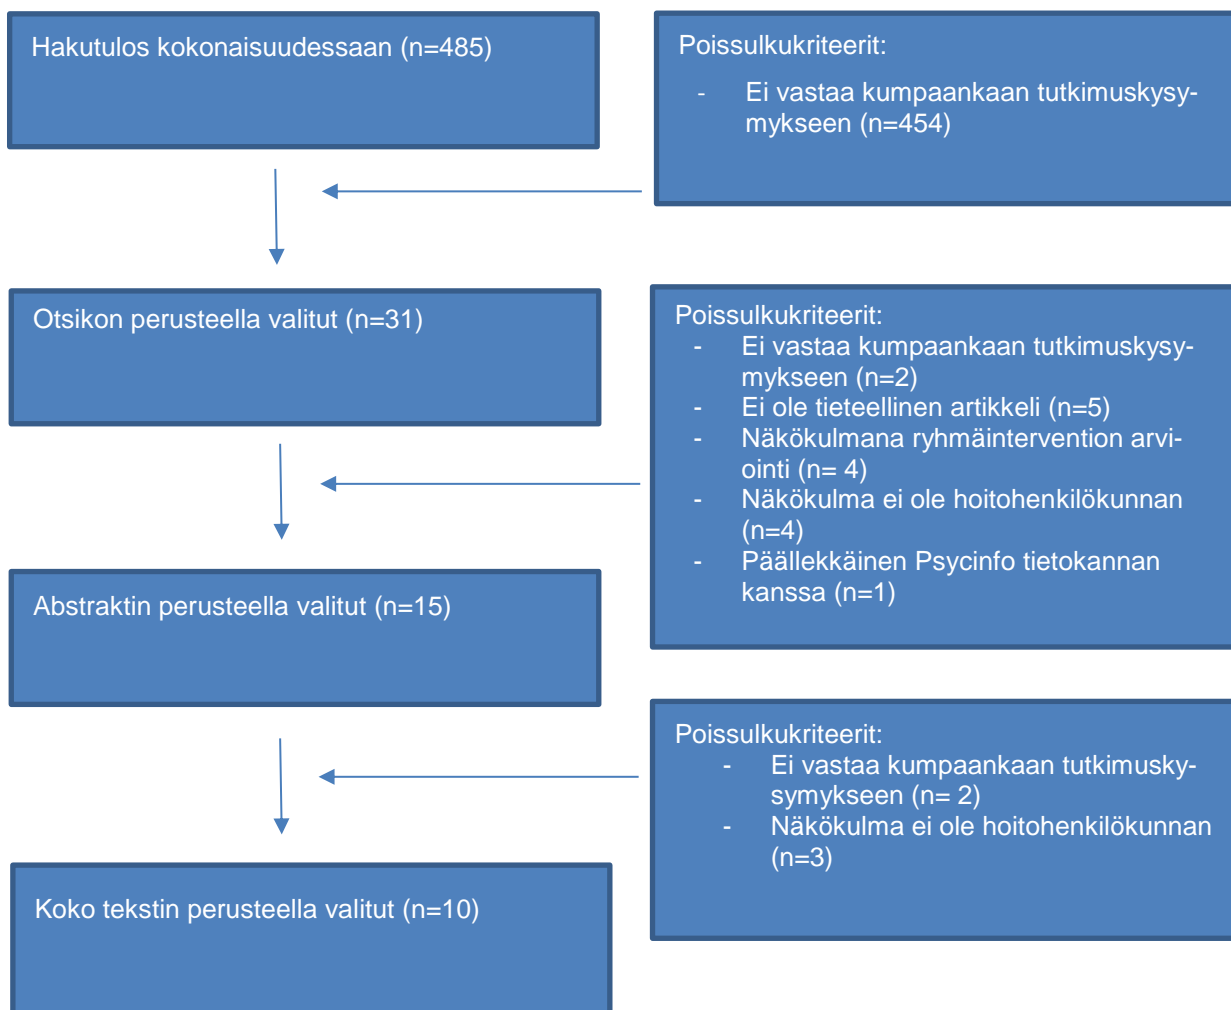 Hakutulos kokonaisuudessaan (n=485)
Poissulkukriteerit:
- Ei vastaa kumpaankaan tutkimuskysy-
mykseen (n=454)
Otsikon perusteella valitut (n=31)
Poissulkukriteerit:
- Ei vastaa kumpaankaan tutkimuskysy-
mykseen (n=2)
- Ei ole tieteellinen artikkeli (n=5)
- Näkökulmana ryhmäintervention arvi-
ointi (n= 4)
- Näkökulma ei ole hoitohenkilökunnan
(n=4)
- Päällekkäinen Psycinfo tietokannan
kanssa (n=1)
Abstraktin perusteella valitut (n=15)
Poissulkukriteerit:
- Ei vastaa kumpaankaan tutkimusky-
symykseen (n= 2)
- Näkökulma ei ole hoitohenkilökunnan
(n=3)
Koko tekstin perusteella valitut (n=10)